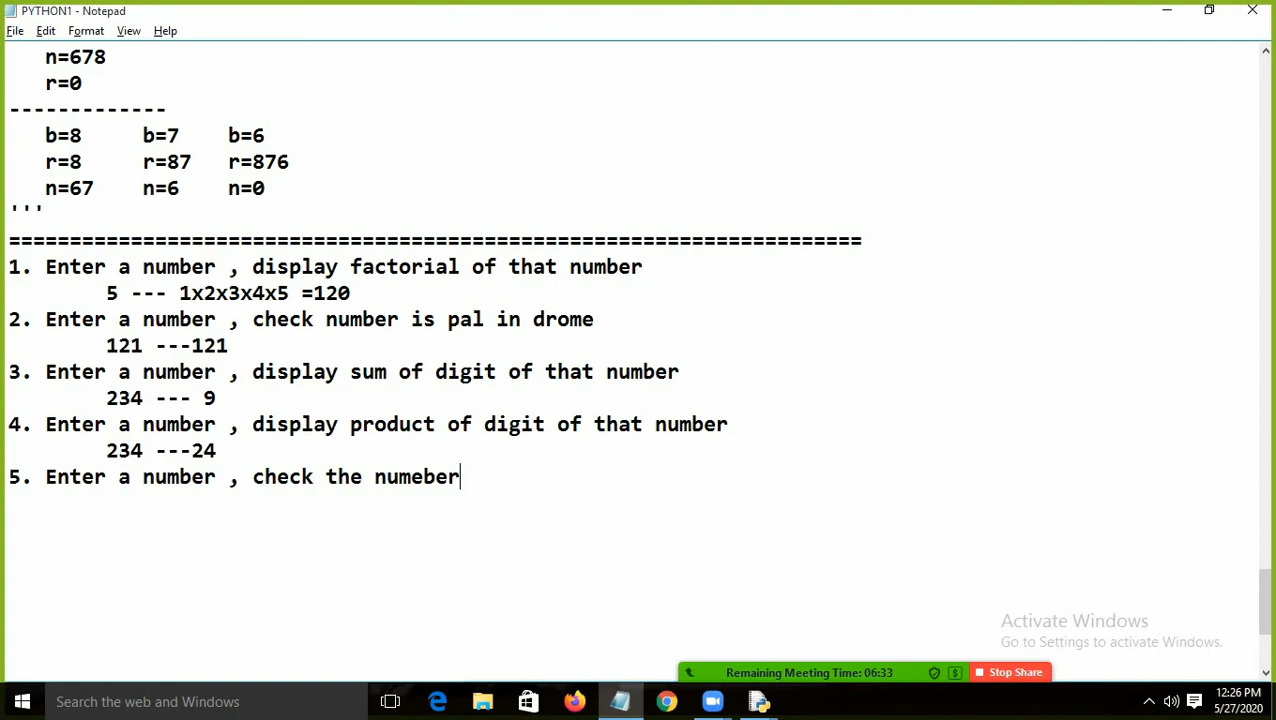 PYTHON1 - Notepad
File Edit Format View Help
n=678
r=0
-------------
b=8 b=7 b=6
r=8 r=87 r=876
n=67 n=6 n=0
'''
======================================================================
1. Enter a number , display factorial of that number
5 --- 1x2x3x4x5 =120
2. Enter a number , check number is pal in drome
121 ---121
3. Enter a number , display sum of digit of that number
234 --- 9
4. Enter a number , display product of digit of that number
234 ---24
5. Enter a number , check the numeber
Activate Windows
Go to Settings to activate Windows.
Remaining Meeting Time: 06:33 Stop Share
Search the web and Windows
12:26 PM
5/27/2020